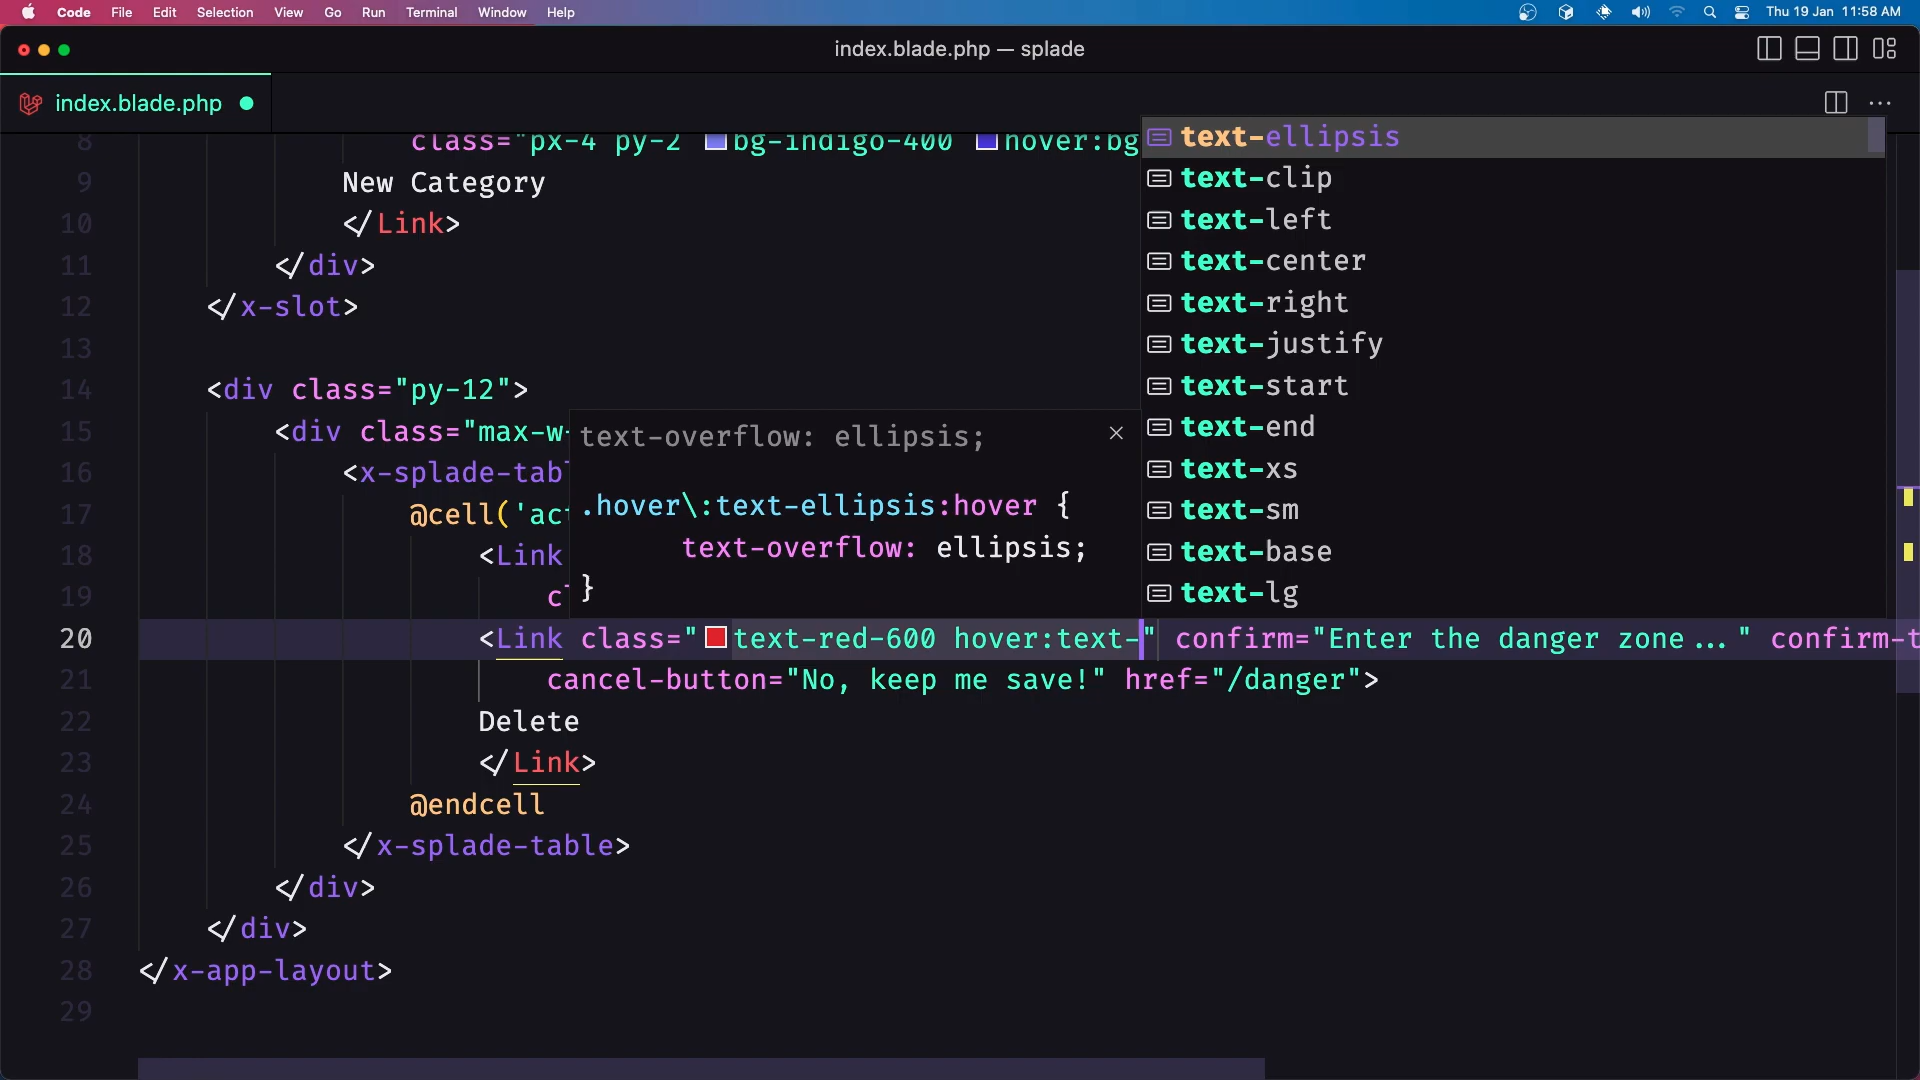 Code File Edit Selection View Go Run Terminal Window Help Thu 19 Jan 11:58 AM
index.blade.php — splade
index.blade.php
8 class="px-4 py-2 bg-indigo-400 hover:bg
9 New Category
10 </Link>
11 </div>
12 </x-slot>
13
14 <div class="py-12">
15 <div class="max-w-
16 <x-splade-tab
17 @cell('act
18 <Link
19 cl
20 <Link class="text-red-600 hover:text-" confirm="Enter the danger zone..." confirm-t
21 cancel-button="No, keep me save!" href="/danger">
22 Delete
23 </Link>
24 @endcell
25 </x-splade-table>
26 </div>
27 </div>
28 </x-app-layout>
29
text-overflow: ellipsis;
.hover\:text-ellipsis:hover {
text-overflow: ellipsis;
}
text-ellipsis
text-clip
text-left
text-center
text-right
text-justify
text-start
text-end
text-xs
text-sm
text-base
text-lg